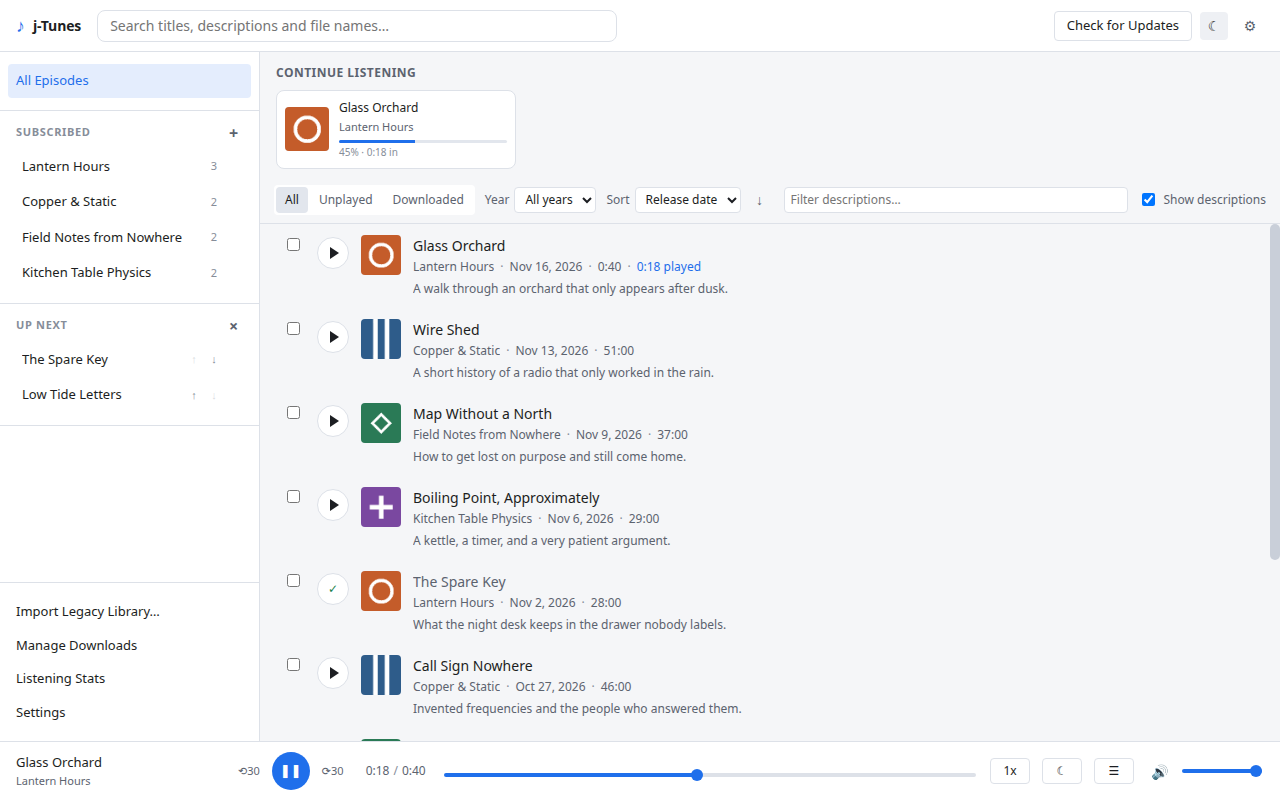 ♪ j-Tunes
Search titles, descriptions and file names...
Check for Updates
All Episodes
SUBSCRIBED +
Lantern Hours 3
Copper & Static 2
Field Notes from Nowhere 2
Kitchen Table Physics 2
UP NEXT ×
The Spare Key ↑ ↓
Low Tide Letters ↑ ↓
Import Legacy Library...
Manage Downloads
Listening Stats
Settings
CONTINUE LISTENING
Glass Orchard
Lantern Hours
45% · 0:18 in
All Unplayed Downloaded Year All years Sort Release date ↓ Filter descriptions... Show descriptions
Glass Orchard
Lantern Hours · Nov 16, 2026 · 0:40 · 0:18 played
A walk through an orchard that only appears after dusk.
Wire Shed
Copper & Static · Nov 13, 2026 · 51:00
A short history of a radio that only worked in the rain.
Map Without a North
Field Notes from Nowhere · Nov 9, 2026 · 37:00
How to get lost on purpose and still come home.
Boiling Point, Approximately
Kitchen Table Physics · Nov 6, 2026 · 29:00
A kettle, a timer, and a very patient argument.
The Spare Key
Lantern Hours · Nov 2, 2026 · 28:00
What the night desk keeps in the drawer nobody labels.
Call Sign Nowhere
Copper & Static · Oct 27, 2026 · 46:00
Invented frequencies and the people who answered them.
Glass Orchard
Lantern Hours
⟲30 ⟳30 0:18 / 0:40 1x